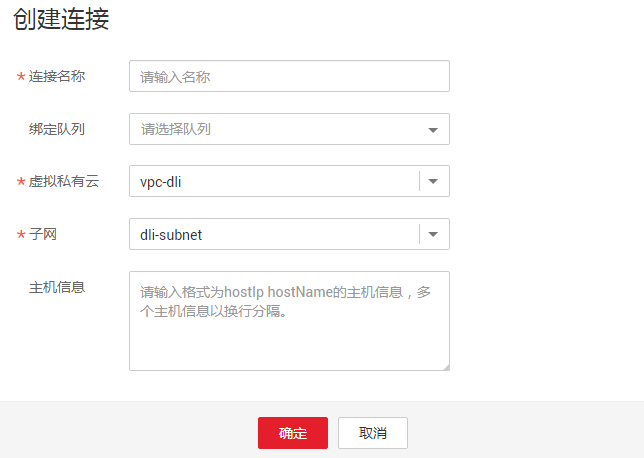 创建连接
* 连接名称 请输入名称
绑定队列 请选择队列
* 虚拟私有云 vpc-dli
* 子网 dli-subnet
主机信息 请输入格式为hostIp hostName的主机信息，多
个主机信息以换行分隔。
确定 取消